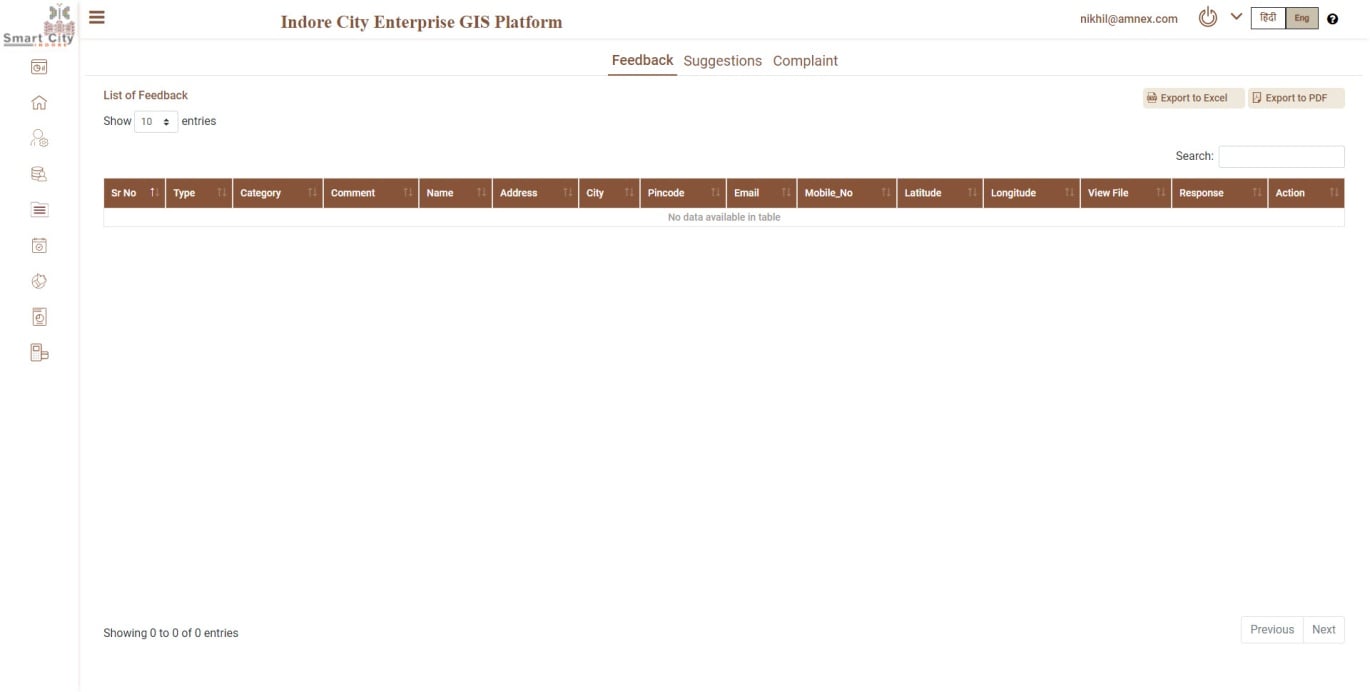 Smart City
INDORE
Indore City Enterprise GIS Platform
nikhil@amnex.com
हिंदी Eng
Feedback Suggestions Complaint
List of Feedback
Export to Excel Export to PDF
Show 10 entries
Search:
Sr No Type Category Comment Name Address City Pincode Email Mobile_No Latitude Longitude View File Response Action
No data available in table
Showing 0 to 0 of 0 entries
Previous Next